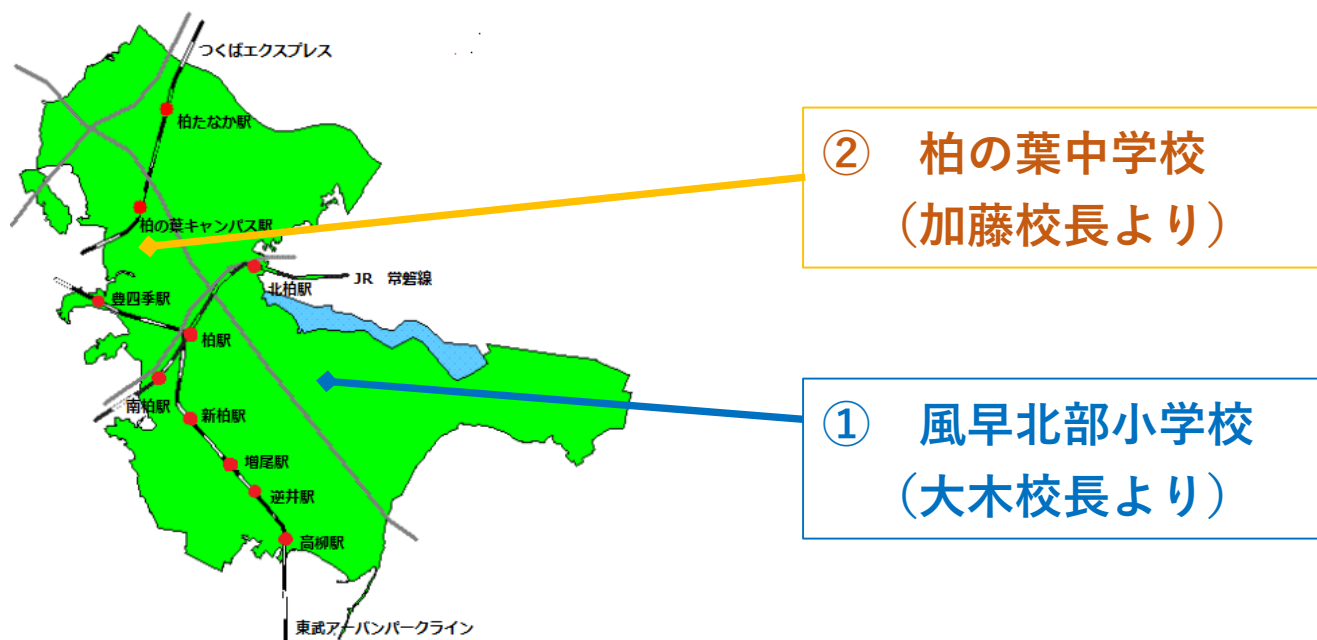 つくばエクスプレス
柏たなか駅
柏の葉キャンパス駅
北柏駅
JR 常磐線
豊四季駅
柏駅
南柏駅
新柏駅
増尾駅
逆井駅
高柳駅
東武アーバンパークライン
② 柏の葉中学校
（加藤校長より）
① 風早北部小学校
（大木校長より）